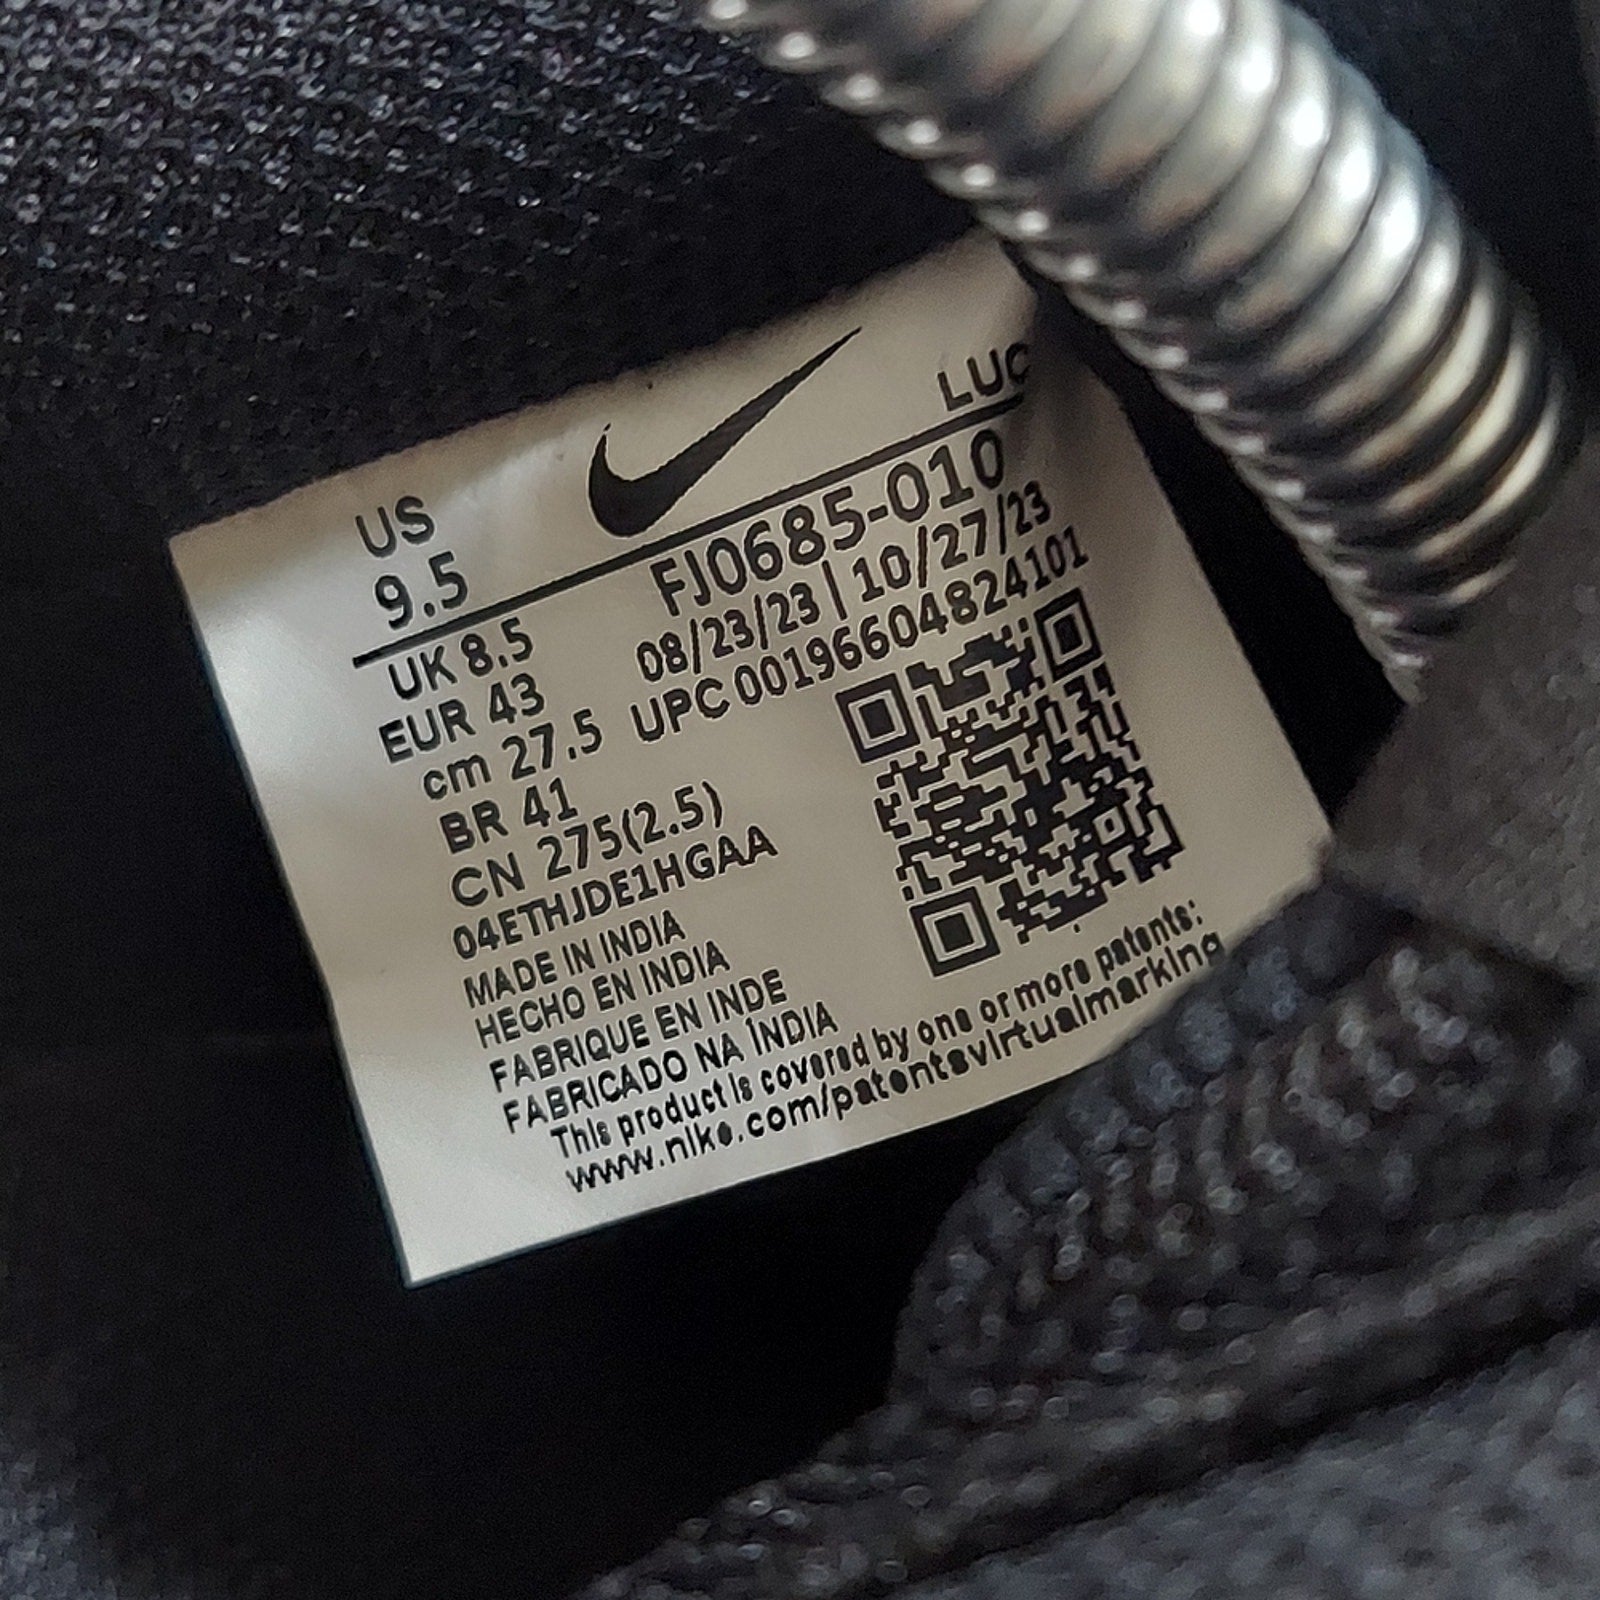 US
9.5
LUC
UK 8.5
EUR 43
cm 27.5
BR 41
CN 275(2.5)
FJ0685-010
08/23/23 | 10/27/23
UPC 00196604824101
04ETHJDE1HGAA
MADE IN INDIA
HECHO EN INDIA
FABRIQUE EN INDE
FABRICADO NA ÍNDIA
This product is covered by one or more patents:
www.nike.com/patentsvirtualmarking